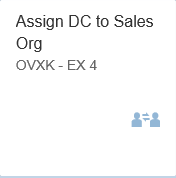 Assign DC to Sales
Org
OVXK - EX 4